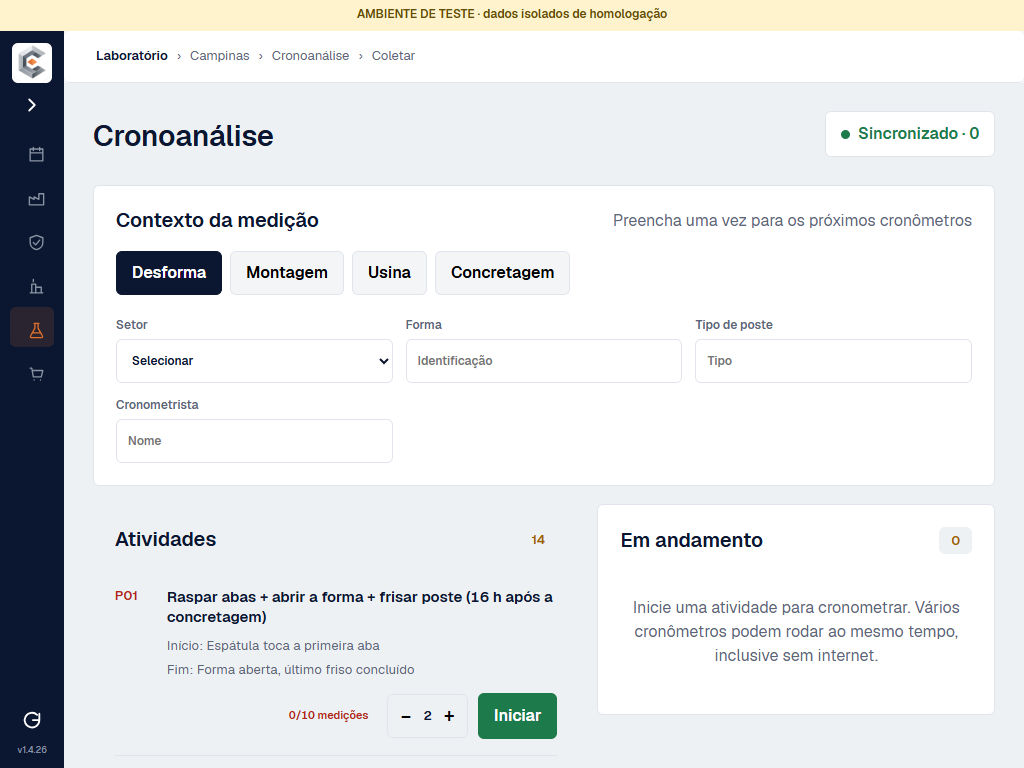 AMBIENTE DE TESTE · dados isolados de homologação
Laboratório › Campinas › Cronoanálise › Coletar
Cronoanálise
Sincronizado · 0
Contexto da medição
Preencha uma vez para os próximos cronômetros
Desforma
Montagem
Usina
Concretagem
Setor
Forma
Tipo de poste
Selecionar
Identificação
Tipo
Cronometrista
Nome
Atividades
14
P01
Raspar abas + abrir a forma + frisar poste (16 h após a
concretagem)
Início: Espátula toca a primeira aba
Fim: Forma aberta, último friso concluído
0/10 medições
− 2 +
Iniciar
Em andamento
0
Inicie uma atividade para cronometrar. Vários
cronômetros podem rodar ao mesmo tempo,
inclusive sem internet.
v1.4.26